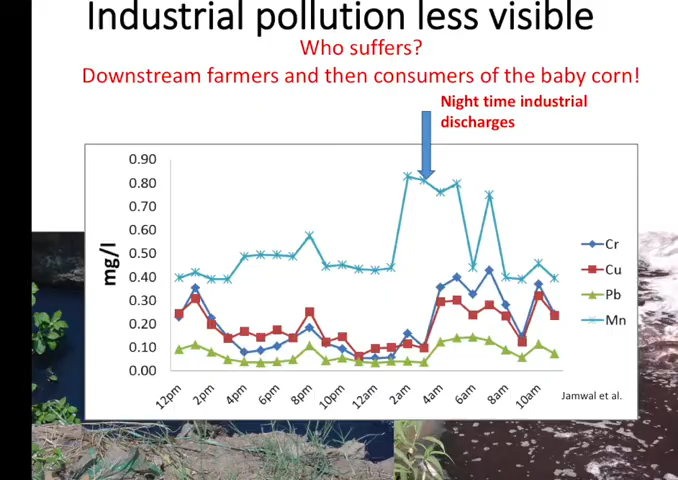 Industrial pollution less visible
Who suffers?
Downstream farmers and then consumers of the baby corn!
Night time industrial
discharges
0.90
0.80
0.70
0.60
0.50
0.40
0.30
0.20
0.10
0.00
mg/l
12pm
2pm
4pm
6pm
8pm
10pm
12am
2am
4am
6am
8am
10am
Cr
Cu
Pb
Mn
Jamwal et al.